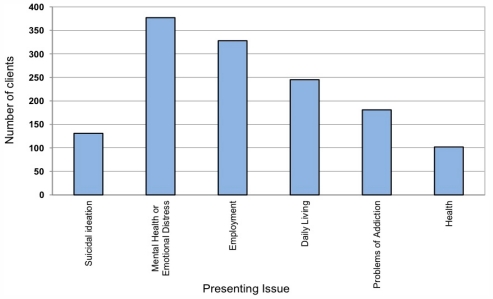 400
350
300
250
200
150
100
50
0
Number of clients
Suicidal ideation
Mental Health or
Emotional Distress
Employment
Daily Living
Problems of Addiction
Health
Presenting Issue